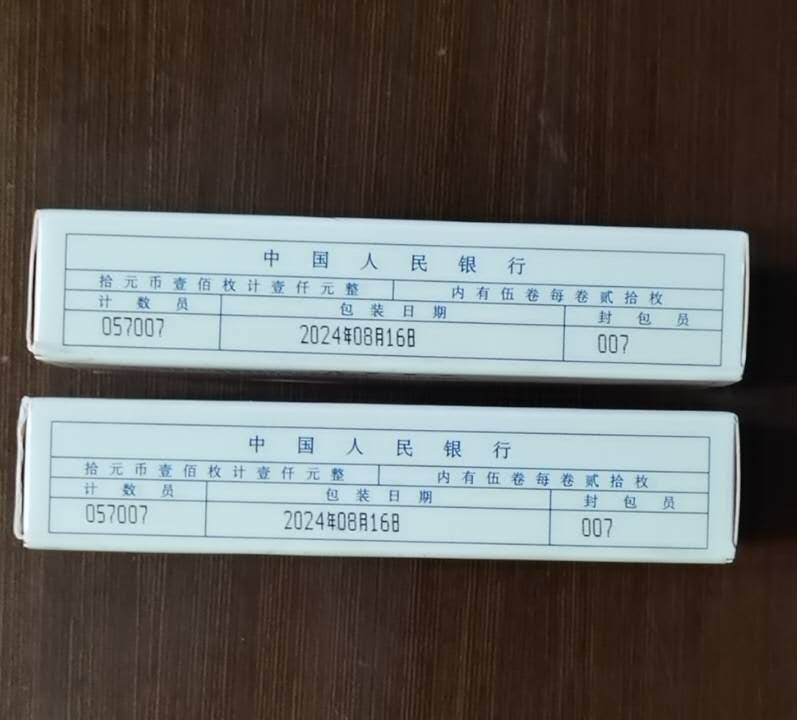 中国人民银行
拾元币壹佰枚计壹仟元整 内有伍卷每卷贰拾枚
计数员 包装日期 封包员
057007 2024年08月16日 007
中国人民银行
拾元币壹佰枚计壹仟元整 内有伍卷每卷贰拾枚
计数员 包装日期 封包员
057007 2024年08月16日 007